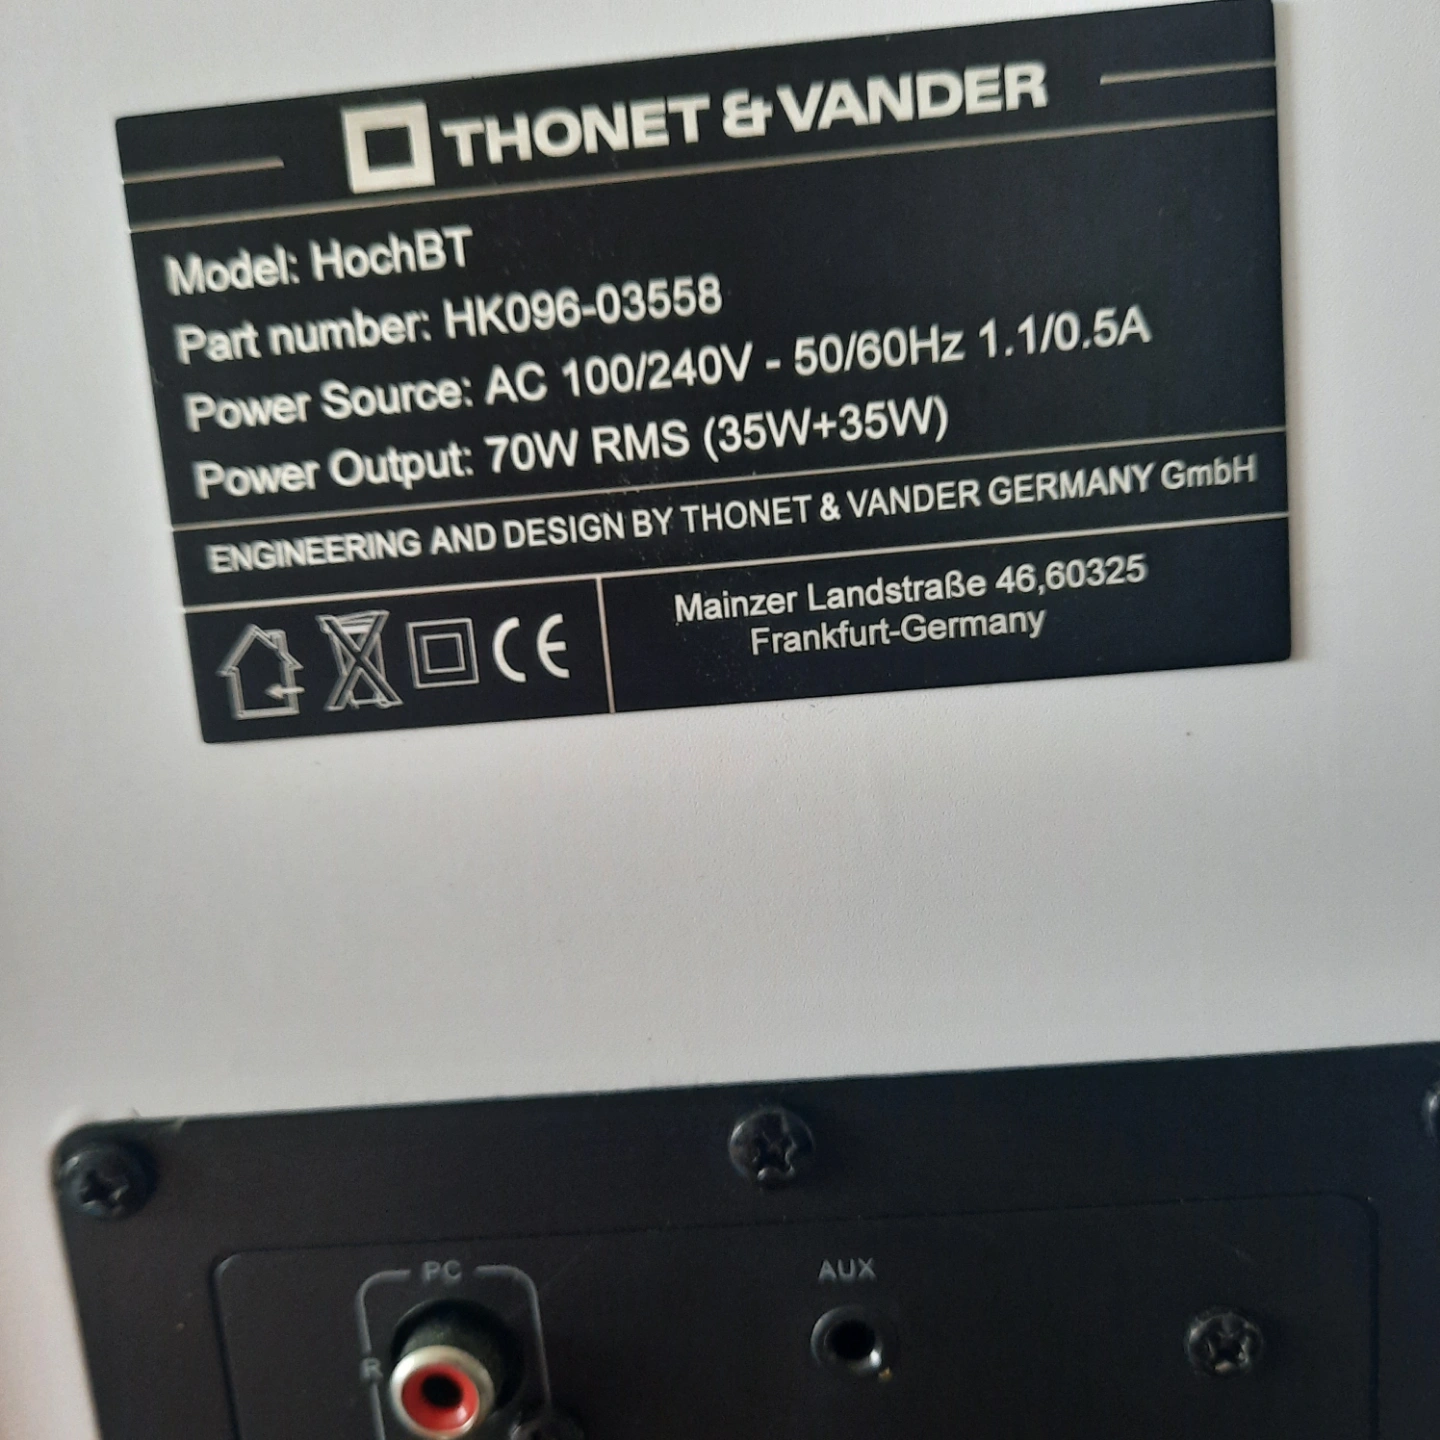 THONET & VANDER
Model: HochBT
Part number: HK096-03558
Power Source: AC 100/240V - 50/60Hz 1.1/0.5A
Power Output: 70W RMS (35W+35W)
ENGINEERING AND DESIGN BY THONET & VANDER GERMANY GmbH
CE
Mainzer Landstraße 46,60325
Frankfurt-Germany
PC
AUX
R